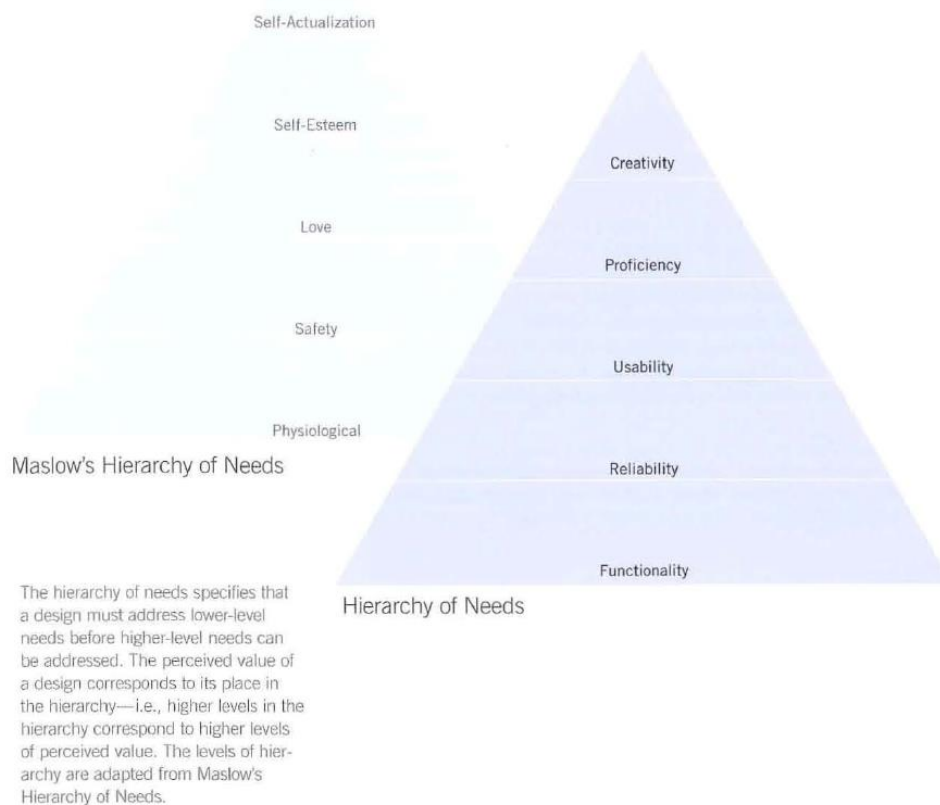 Self-Actualization
Self-Esteem
Love
Safety
Physiological
Maslow's Hierarchy of Needs
Creativity
Proficiency
Usability
Reliability
Functionality
Hierarchy of Needs
The hierarchy of needs specifies that
a design must address lower-level
needs before higher-level needs can
be addressed. The perceived value of
a design corresponds to its place in
the hierarchy—i.e., higher levels in the
hierarchy correspond to higher levels
of perceived value. The levels of hier-
archy are adapted from Maslow's
Hierarchy of Needs.